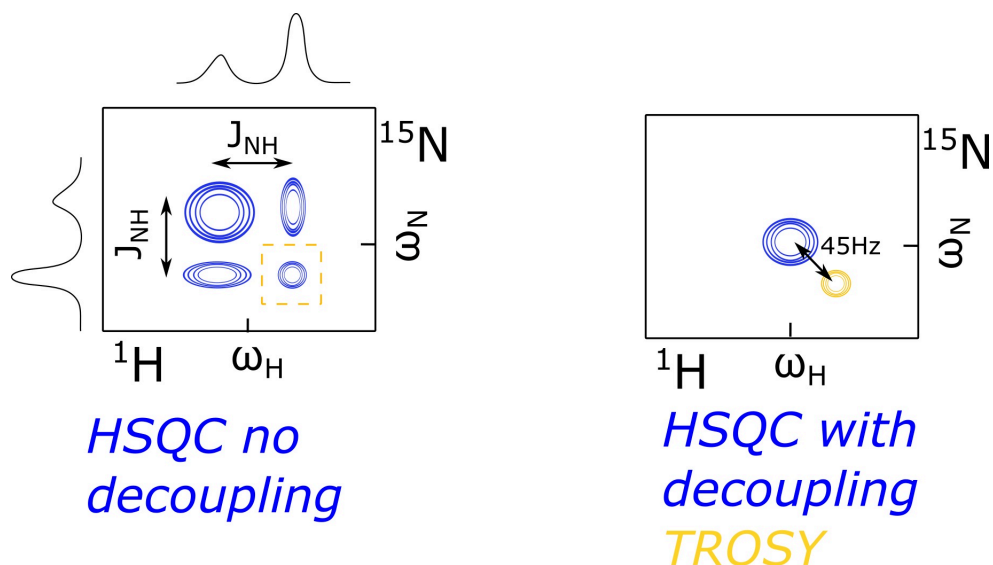 J_NH
¹⁵N
J_NH
ω_N
¹H
ω_H
HSQC no
decoupling
¹⁵N
45Hz
ω_N
¹H
ω_H
HSQC with
decoupling
TROSY